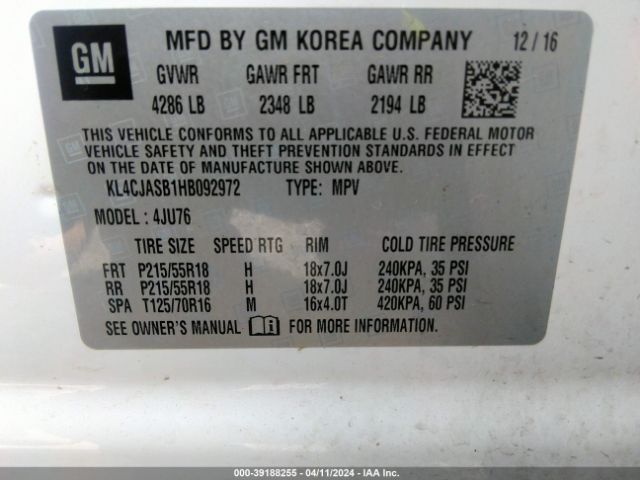 GM
MFD BY GM KOREA COMPANY 12/16
GVWR GAWR FRT GAWR RR
4286 LB 2348 LB 2194 LB
THIS VEHICLE CONFORMS TO ALL APPLICABLE U.S. FEDERAL MOTOR
VEHICLE SAFETY AND THEFT PREVENTION STANDARDS IN EFFECT
ON THE DATE OF MANUFACTURE SHOWN ABOVE.
KL4CJASB1HB092972 TYPE: MPV
MODEL: 4JU76
TIRE SIZE SPEED RTG RIM COLD TIRE PRESSURE
FRT P215/55R18 H 18x7.0J 240KPA, 35 PSI
RR P215/55R18 H 18x7.0J 240KPA, 35 PSI
SPA T125/70R16 M 16x4.0T 420KPA, 60 PSI
SEE OWNER'S MANUAL FOR MORE INFORMATION.
000-39188255 - 04/11/2024 - IAA Inc.